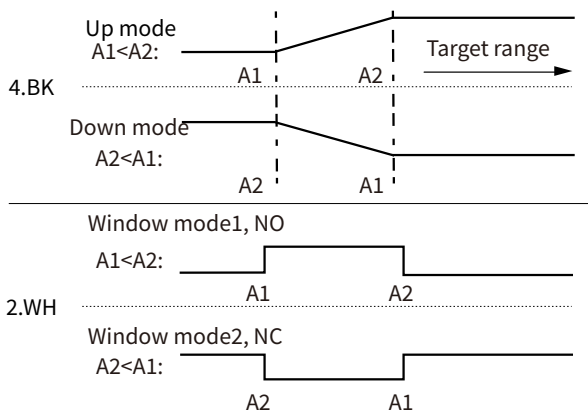 Up mode
A1<A2:
Target range
A1 A2
4.BK
Down mode
A2<A1:
A2 A1
Window mode1, NO
A1<A2:
A1 A2
2.WH
Window mode2, NC
A2<A1:
A2 A1